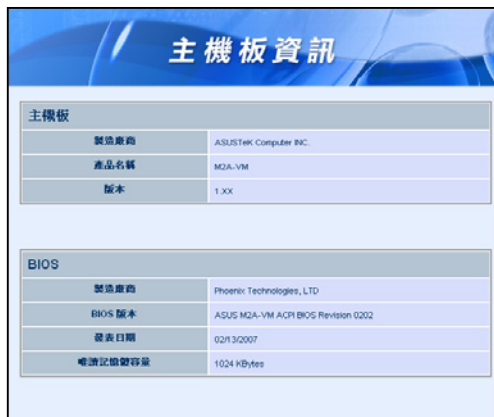 主機板資訊
主機板
製造廠商 ASUSTeK Computer INC.
產品名稱 M2A-VM
版本 1.XX
BIOS
製造廠商 Phoenix Technologies, LTD
BIOS 版本 ASUS M2A-VM ACPI BIOS Revision 0202
發表日期 02/13/2007
唯讀記憶體容量 1024 KBytes